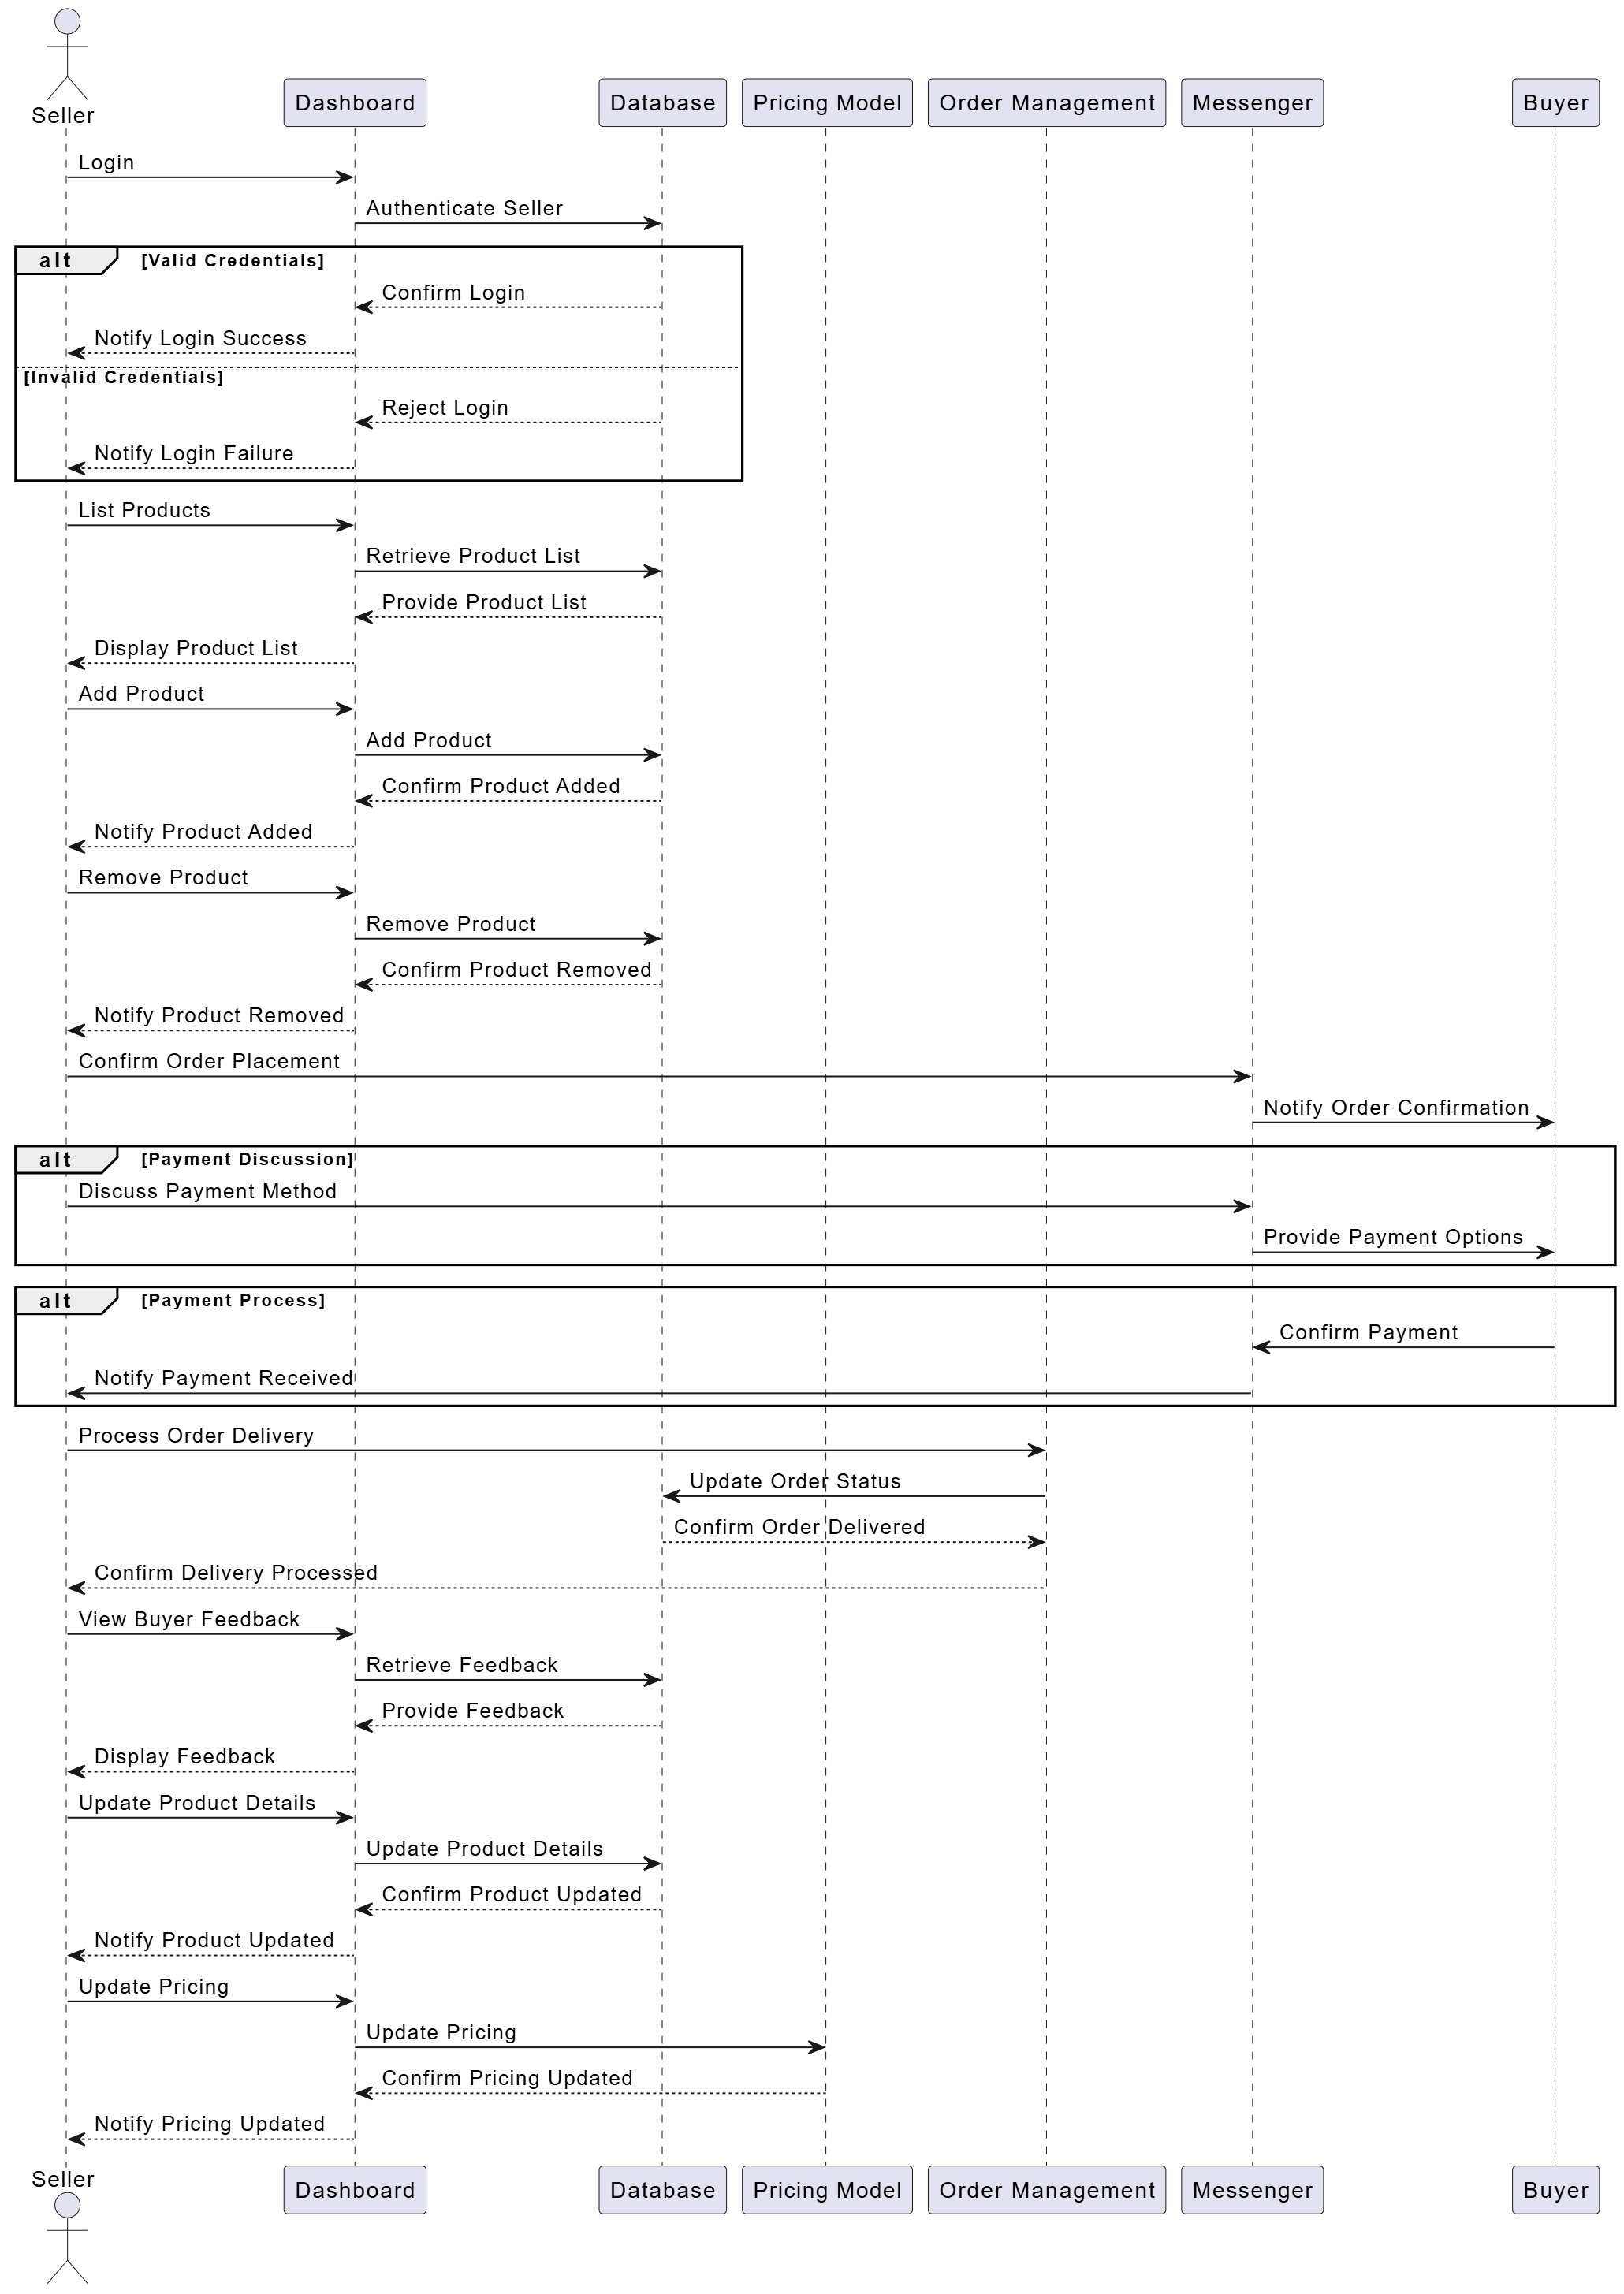 Seller
Dashboard
Database
Pricing Model
Order Management
Messenger
Buyer
Login
Authenticate Seller
alt [Valid Credentials]
Confirm Login
Notify Login Success
[Invalid Credentials]
Reject Login
Notify Login Failure
List Products
Retrieve Product List
Provide Product List
Display Product List
Add Product
Add Product
Confirm Product Added
Notify Product Added
Remove Product
Remove Product
Confirm Product Removed
Notify Product Removed
Confirm Order Placement
Notify Order Confirmation
alt [Payment Discussion]
Discuss Payment Method
Provide Payment Options
alt [Payment Process]
Confirm Payment
Notify Payment Received
Process Order Delivery
Update Order Status
Confirm Order Delivered
Confirm Delivery Processed
View Buyer Feedback
Retrieve Feedback
Provide Feedback
Display Feedback
Update Product Details
Update Product Details
Confirm Product Updated
Notify Product Updated
Update Pricing
Update Pricing
Confirm Pricing Updated
Notify Pricing Updated
Seller
Dashboard
Database
Pricing Model
Order Management
Messenger
Buyer